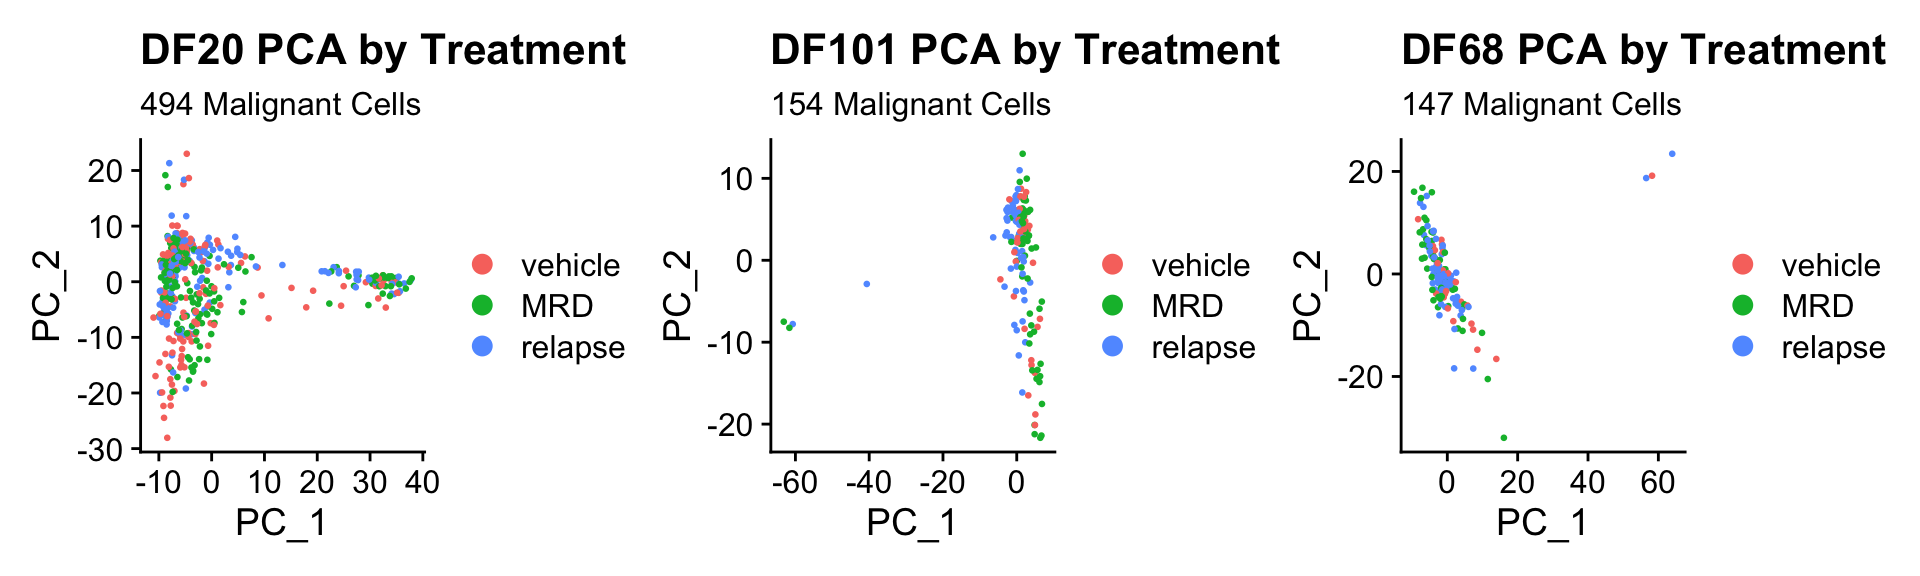 DF20 PCA by Treatment
494 Malignant Cells
20
10
0
-10
-20
-30
PC_2
-10 0 10 20 30 40
PC_1
vehicle
MRD
relapse
DF101 PCA by Treatment
154 Malignant Cells
10
0
-10
-20
PC_2
-60 -40 -20 0
PC_1
vehicle
MRD
relapse
DF68 PCA by Treatment
147 Malignant Cells
20
0
-20
PC_2
0 20 40 60
PC_1
vehicle
MRD
relapse